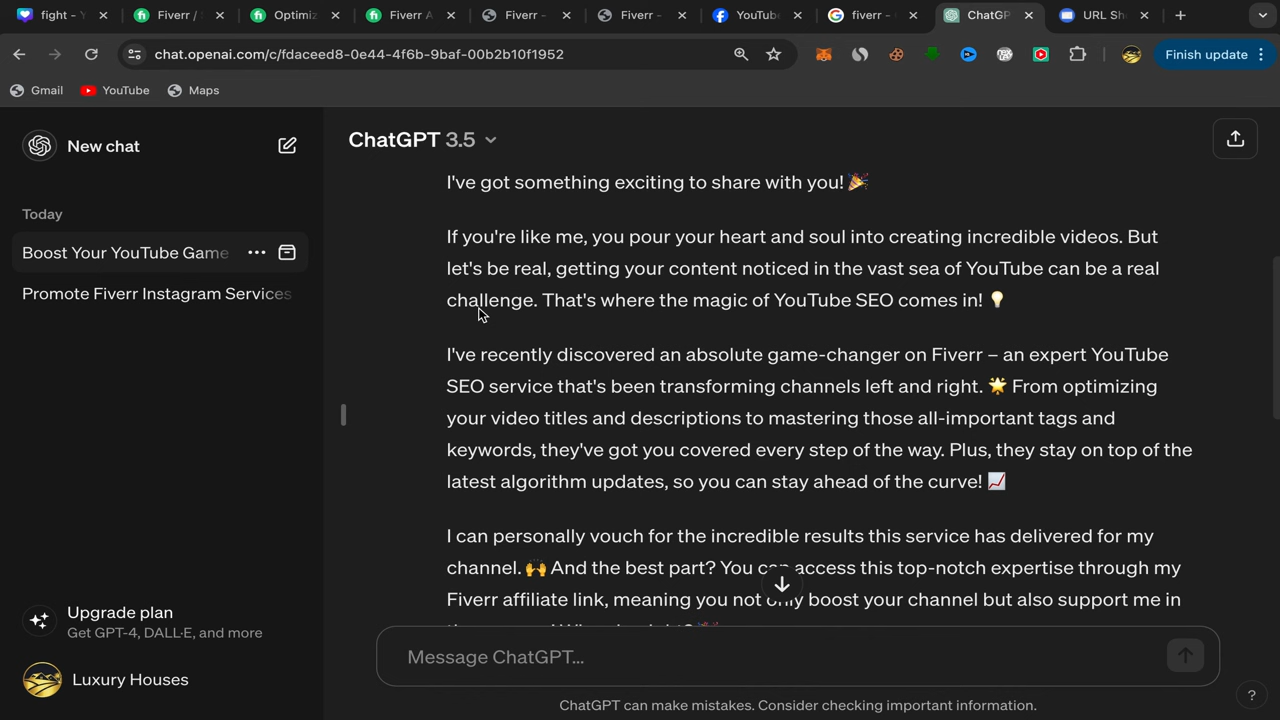 fight - Y
Fiverr / S
Optimiz
Fiverr A
Fiverr -
Fiverr -
YouTube
fiverr -
ChatGP
URL Sh
chat.openai.com/c/fdaceed8-0e44-4f6b-9baf-00b2b10f1952
Finish update
Gmail
YouTube
Maps
New chat
ChatGPT 3.5
Today
Boost Your YouTube Game
Promote Fiverr Instagram Services
I've got something exciting to share with you! 🎉
If you're like me, you pour your heart and soul into creating incredible videos. But
let's be real, getting your content noticed in the vast sea of YouTube can be a real
challenge. That's where the magic of YouTube SEO comes in! 💡
I've recently discovered an absolute game-changer on Fiverr – an expert YouTube
SEO service that's been transforming channels left and right. 🌟 From optimizing
your video titles and descriptions to mastering those all-important tags and
keywords, they've got you covered every step of the way. Plus, they stay on top of the
latest algorithm updates, so you can stay ahead of the curve! 📈
I can personally vouch for the incredible results this service has delivered for my
channel. 🙌 And the best part? You can access this top-notch expertise through my
Fiverr affiliate link, meaning you not only boost your channel but also support me in
Upgrade plan
Get GPT-4, DALL·E, and more
Luxury Houses
Message ChatGPT...
ChatGPT can make mistakes. Consider checking important information.
?